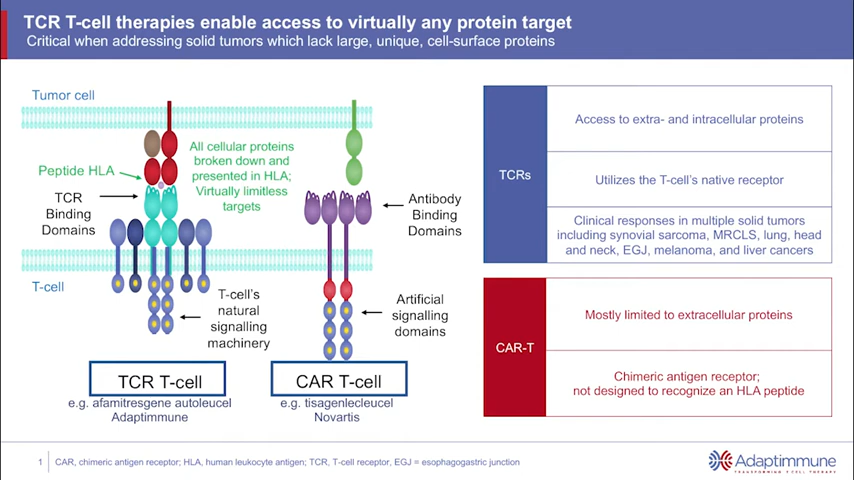 TCR T-cell therapies enable access to virtually any protein target
Critical when addressing solid tumors which lack large, unique, cell-surface proteins
Tumor cell
Peptide HLA
All cellular proteins
broken down and
presented in HLA;
Virtually limitless
targets
TCR
Binding
Domains
Antibody
Binding
Domains
T-cell
T-cell's
natural
signalling
machinery
Artificial
signalling
domains
TCR T-cell
e.g. afamitresgene autoleucel
Adaptimmune
CAR T-cell
e.g. tisagenlecleucel
Novartis
TCRs
Access to extra- and intracellular proteins
Utilizes the T-cell's native receptor
Clinical responses in multiple solid tumors
including synovial sarcoma, MRCLS, lung, head
and neck, EGJ, melanoma, and liver cancers
CAR-T
Mostly limited to extracellular proteins
Chimeric antigen receptor;
not designed to recognize an HLA peptide
1
CAR, chimeric antigen receptor; HLA, human leukocyte antigen; TCR, T-cell receptor, EGJ = esophagogastric junction
Adaptimmune
TRANSFORMING T CELL THERAPY